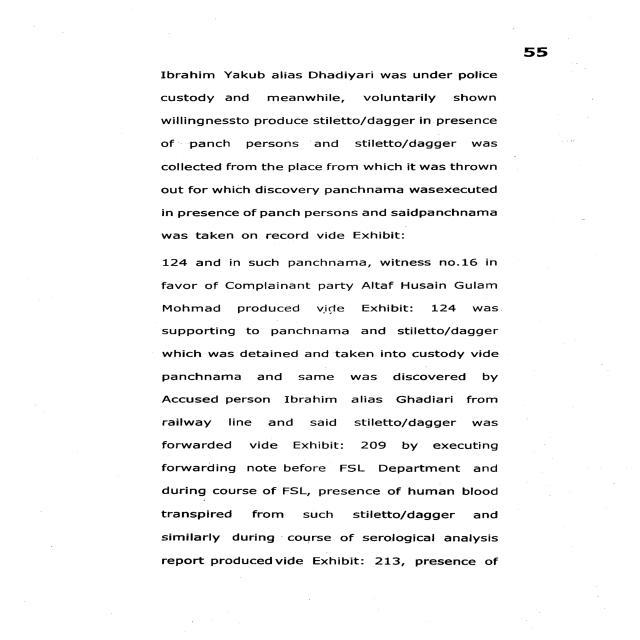 55
Ibrahim Yakub alias Dhadiyari was under police
custody and meanwhile, voluntarily shown
willingnessto produce stiletto/dagger in presence
of panch persons and stiletto/dagger was
collected from the place from which it was thrown
out for which discovery panchnama wasexecuted
in presence of panch persons and saidpanchnama
was taken on record vide Exhibit:
124 and in such panchnama, witness no.16 in
favor of Complainant party Altaf Husain Gulam
Mohmad produced vide Exhibit: 124 was
supporting to panchnama and stiletto/dagger
which was detained and taken into custody vide
panchnama and same was discovered by
Accused person Ibrahim alias Ghadiari from
railway line and said stiletto/dagger was
forwarded vide Exhibit: 209 by executing
forwarding note before FSL Department and
during course of FSL, presence of human blood
transpired from such stiletto/dagger and
similarly during course of serological analysis
report produced vide Exhibit: 213, presence of